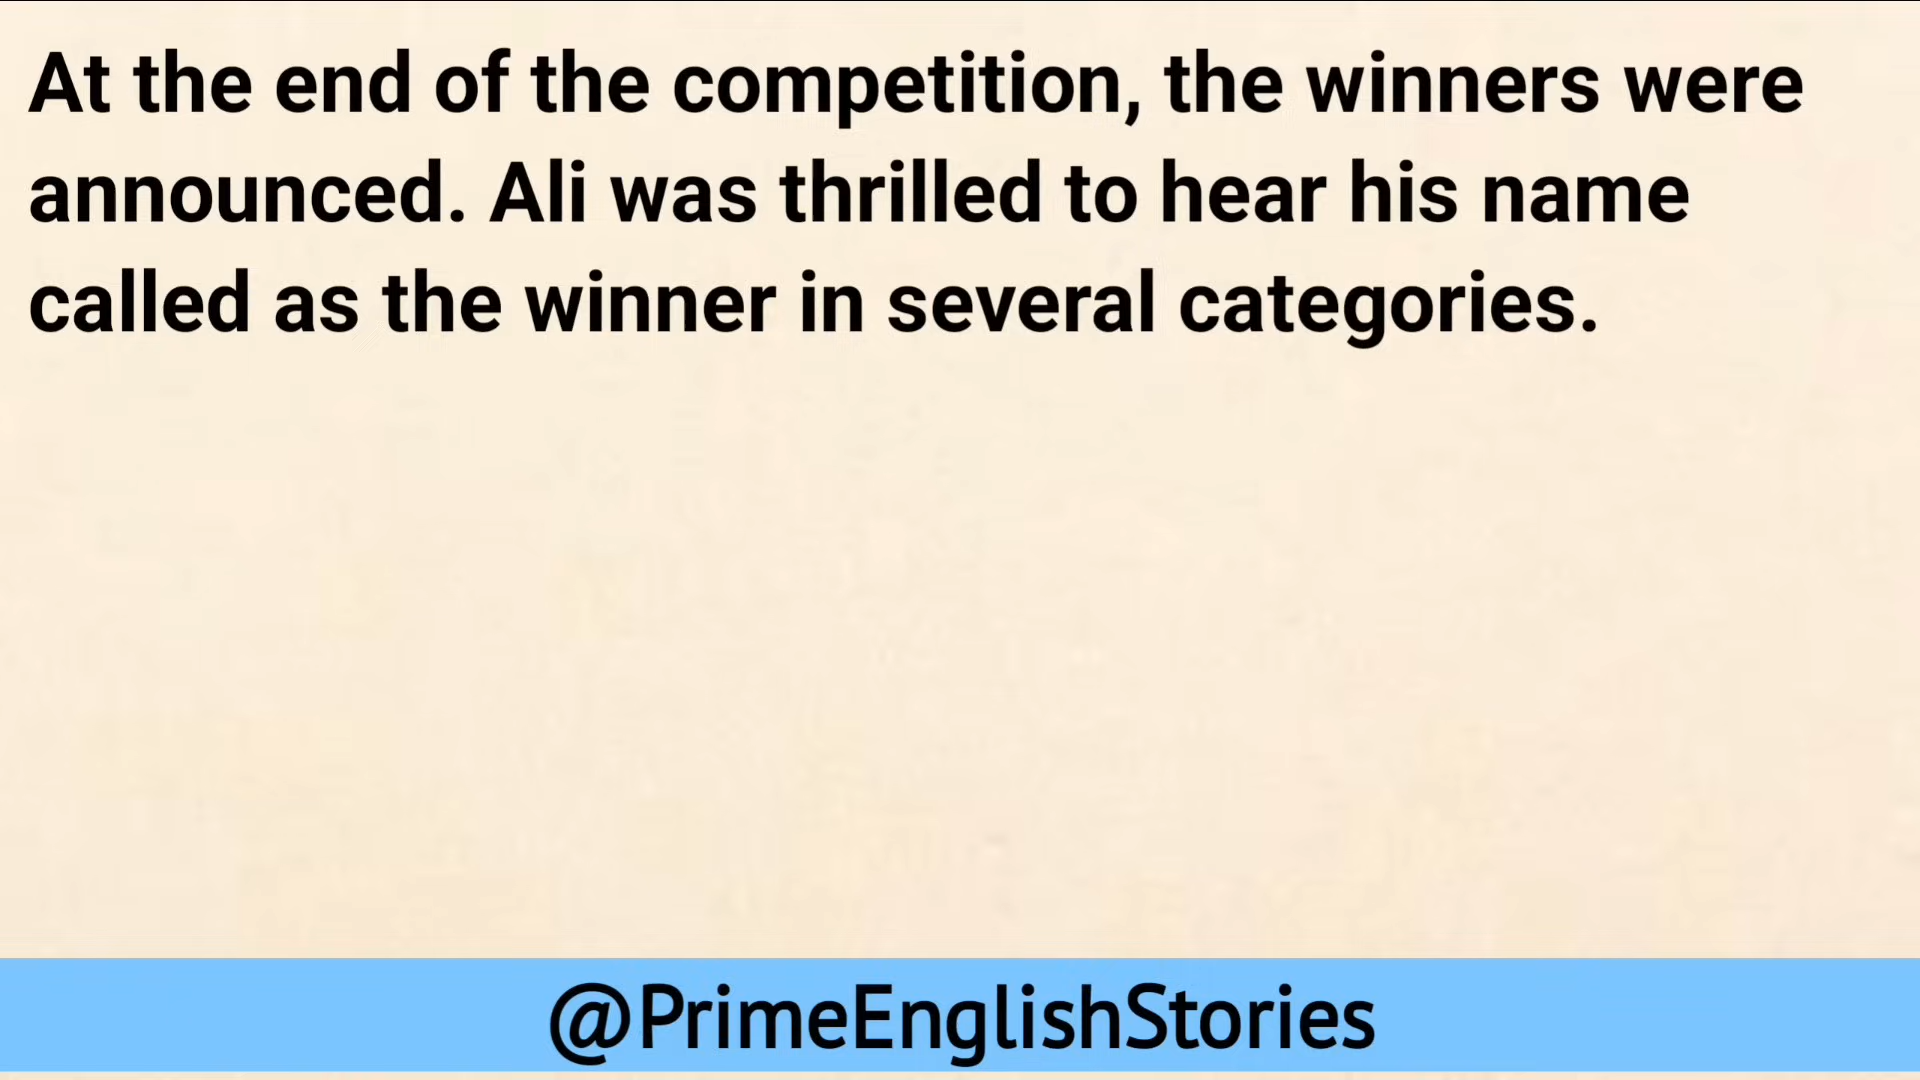 At the end of the competition, the winners were
announced. Ali was thrilled to hear his name
called as the winner in several categories.
@PrimeEnglishStories